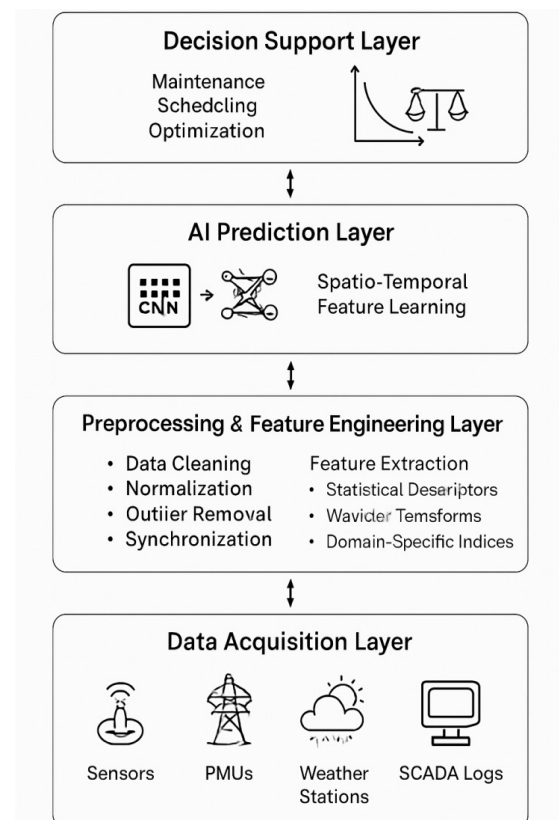 Decision Support Layer
Maintenance
Schedcling
Optimization
AI Prediction Layer
CNN
Spatio-Temporal
Feature Learning
Preprocessing & Feature Engineering Layer
• Data Cleaning
• Normalization
• Outiier Removal
• Synchronization
Feature Extraction
• Statistical Desariptors
• Wavicter Temsforms
• Domain-Specific Indices
Data Acquisition Layer
Sensors
PMUs
Weather
Stations
SCADA Logs